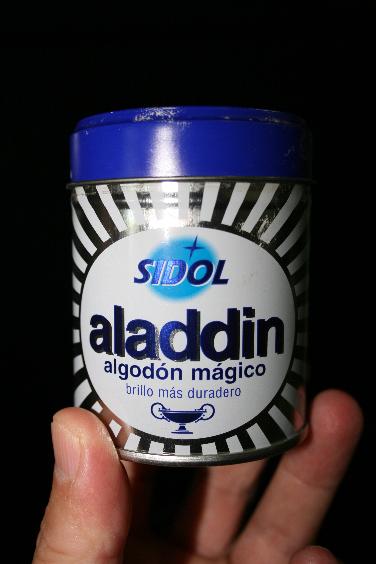 SIDOL
aladdin
algodón mágico
brillo más duradero